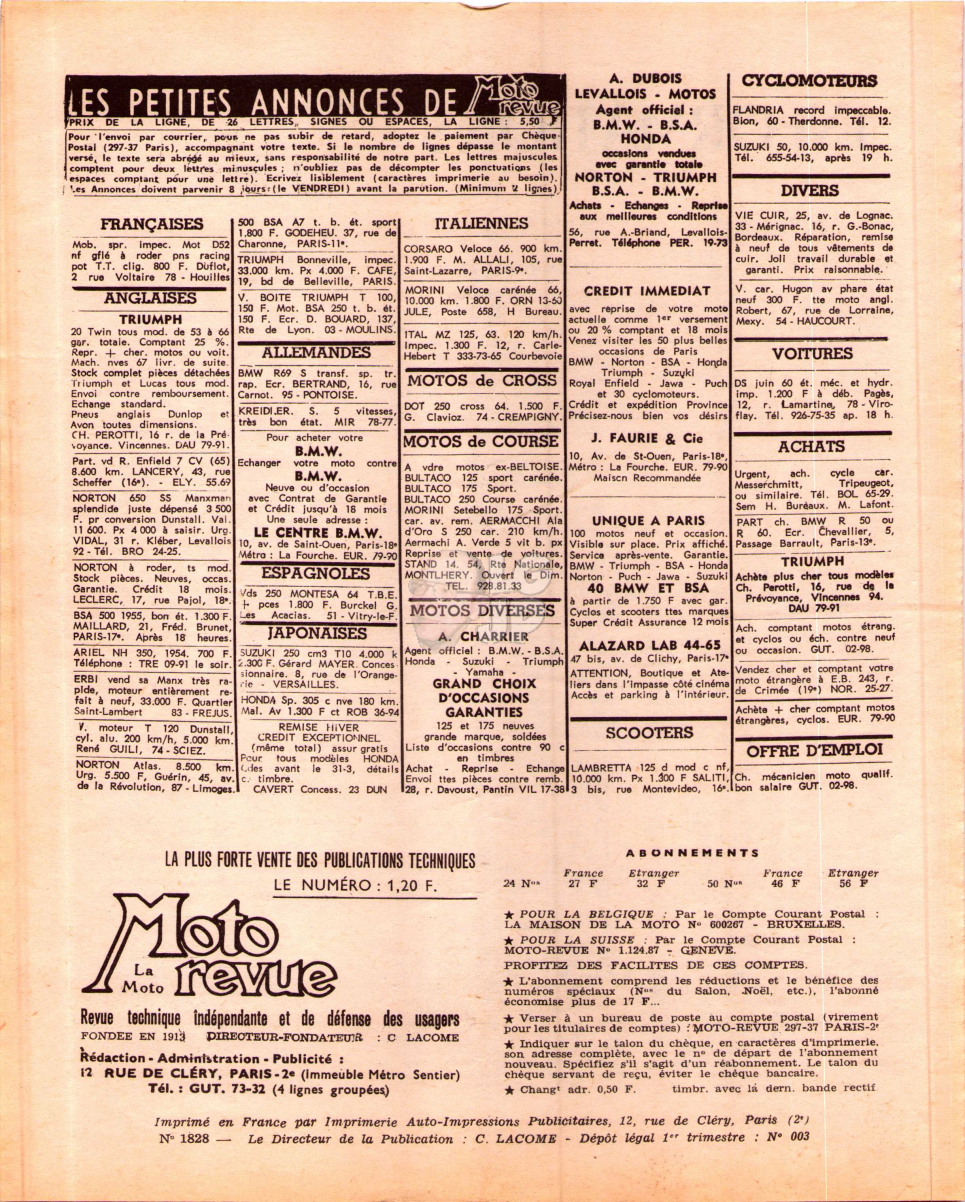 LES PETITES ANNONCES DE Moto revue
PRIX DE LA LIGNE, DE 26 LETTRES, SIGNES OU ESPACES, LA LIGNE : 5,50 F
Pour l'envoi par courrier, pour ne pas subir de retard, adoptez le paiement par Chèque-
Postal (297-37 Paris), accompagnant votre texte. Si le nombre de lignes dépasse le montant
versé, le texte sera abrégé au mieux, sans responsabilité de notre part. Les lettres majuscules
comptent pour deux lettres minuscules ; n'oubliez pas de décompter les ponctuations (les
espaces comptant pour une lettre). Ecrivez lisiblement (caractères imprimerie au besoin).
Les Annonces doivent parvenir 8 jours (le VENDREDI) avant la parution. (Minimum 2 lignes)
FRANÇAISES
Mob. spr. impec. Mot D52
nf gflé à roder pns racing
pot T.T. clig. 800 F. Duflot,
2 rue Voltaire 78 - Houilles
ANGLAISES
TRIUMPH
20 Twin tous mod. de 53 à 66
gar. totale. Comptant 25 %.
Repr. + cher. motos ou voit.
Mach. nves 67 livr. de suite.
Stock complet pièces détachées
Triumph et Lucas tous mod.
Envoi contre remboursement.
Echange standard.
Pneus anglais Dunlop et
Avon toutes dimensions.
CH. PEROTTI, 16 r. de la Pré-
voyance. Vincennes. DAU 79-91.
Part. vd R. Enfield 7 CV (65)
8.600 km. LANCERY, 43, rue
Scheffer (16e). - ELY. 55.69
NORTON 650 SS Manxman
splendide juste dépensé 3 500
F. pr conversion Dunstall. Val.
11 600. Px 4 000 à saisir. Urg.
VIDAL, 31 r. Kléber, Levallois
92 - Tél. BRO 24-25.
NORTON à roder, ts mod.
Stock pièces. Neuves, occas.
Garantie. Crédit 18 mois.
LECLERC, 17, rue Pajol, 18e.
BSA 500 1955, bon ét. 1.300 F.
MAILLARD, 21, Fréd. Brunet,
PARIS-17e. Après 18 heures.
ARIEL NH 350, 1954. 700 F.
Téléphone : TRE 09-91 le soir.
ERBI vend sa Manx très ra-
pide, moteur entièrement re-
fait à neuf, 33.000 F. Quartier
Saint-Lambert 83 - FREJUS.
V. moteur T 120 Dunstall,
cyl. alu. 200 km/h, 5.000 km.
René GUILI, 74 - SCIEZ.
NORTON Atlas. 8.500 km.
Urg. 5.500 F, Guérin, 45, av.
de la Révolution, 87 - Limoges.
500 BSA A7 t. b. ét. sport
1.800 F. GODEHEU. 37, rue de
Charonne, PARIS-11e.
TRIUMPH Bonneville, impec.
33.000 km. Px 4.000 F. CAFE,
19, bd de Belleville, PARIS.
V. BOITE TRIUMPH T 100,
150 F. Mot. BSA 250 t. b. ét.
150 F. Ecr. D. BOUARD, 137,
Rte de Lyon. 03 - MOULINS.
ALLEMANDES
BMW R69 S transf. sp. tr.
rap. Ecr. BERTRAND, 16, rue
Carnot. 95 - PONTOISE.
KREIDLER. S. 5 vitesses,
très bon état. MIR 78-77.
Pour acheter votre
B.M.W.
Echanger votre moto contre
B.M.W.
Neuve ou d'occasion
avec Contrat de Garantie
et Crédit jusqu'à 18 mois
Une seule adresse :
LE CENTRE B.M.W.
10, av. de Saint-Ouen, Paris-18e
Métro : La Fourche. EUR. 79-90
ESPAGNOLES
Vds 250 MONTESA 64 T.B.E.
+ pces 1.800 F. Burckel G.
Les Acacias. 51 - Vitry-le-F.
JAPONAISES
SUZUKI 250 cm3 T10 4.000 k
2.300 F. Gérard MAYER. Conces-
sionnaire. 8, rue de l'Orange-
rie - VERSAILLES.
HONDA Sp. 305 c nve 180 km.
Mal. Av 1.300 F ct ROB 36-94
REMISE HIVER
CREDIT EXCEPTIONNEL
(même total) assur gratis
Pour tous modèles HONDA
cdes avant le 31-3, détails
c. timbre.
CAVERT Concess. 23 DUN
ITALIENNES
CORSARO Veloce 66. 900 km.
1.900 F. M. ALLALI, 105, rue
Saint-Lazarre, PARIS-9e.
MORINI Veloce carénée 66,
10.000 km. 1.800 F. ORN 13-60
JULE, Poste 658, H Bureau.
ITAL MZ 125, 63. 120 km/h.
Impec. 1.300 F. 12, r. Carle-
Hebert T 333-73-65 Courbevoie
MOTOS de CROSS
DOT 250 cross 64. 1.500 F.
G. Clavioz. 74 - CREMPIGNY.
MOTOS de COURSE
A vdre motos ex-BELTOISE.
BULTACO 125 sport carénée.
BULTACO 175 Sport.
BULTACO 250 Course carénée.
MORINI Setebello 175 Sport.
car. av. rem. AERMACCHI Ala
d'Oro S 250 car. 210 km/h.
Aermachi A. Verde 5 vit b. px
Reprise et vente de voitures.
STAND 14. 54, Rte Nationale,
MONTLHERY. Ouvert le Dim.
TEL. 928.81.33
MOTOS DIVERSES
A. CHARRIER
Agent officiel : B.M.W. - B.S.A.
Honda - Suzuki - Triumph
- Yamaha -
GRAND CHOIX
D'OCCASIONS
GARANTIES
125 et 175 neuves
grande marque, soldées
Liste d'occasions contre 90 c
en timbres
Achat - Reprise - Echange
Envoi ttes pièces contre remb.
28, r. Davoust, Pantin VIL 17-38
A. DUBOIS
LEVALLOIS - MOTOS
Agent officiel :
B.M.W. - B.S.A.
HONDA
occasions vendues
avec garantie totale
NORTON - TRIUMPH
B.S.A. - B.M.W.
Achats - Echanges - Reprise
aux meilleures conditions
56, rue A.-Briand, Levallois-
Perret. Téléphone PER. 19-73
CREDIT IMMEDIAT
avec reprise de votre moto
actuelle comme 1er versement
ou 20 % comptant et 18 mois
Venez visiter les 50 plus belles
occasions de Paris
BMW - Norton - BSA - Honda
Triumph - Suzuki
Royal Enfield - Jawa - Puch
et 30 cyclomoteurs.
Crédit et expédition Province
Précisez-nous bien vos désirs
J. FAURIE & Cie
10, Av. de St-Ouen, Paris-18e,
Métro : La Fourche. EUR. 79-90
Maison Recommandée
UNIQUE A PARIS
100 motos neuf et occasion.
Visible sur place. Prix affiché.
Service après-vente. Garantie.
BMW - Triumph - BSA - Honda
Norton - Puch - Jawa - Suzuki
40 BMW ET BSA
à partir de 1.750 F avec gar.
Cyclos et scooters ttes marques
Super Crédit Assurance 12 mois
ALAZARD LAB 44-65
47 bis, av. de Clichy, Paris-17e
ATTENTION, Boutique et Ate-
liers dans l'impasse côté cinéma
Accès et parking à l'intérieur.
SCOOTERS
LAMBRETTA 125 d mod c nf,
10.000 km. Px 1.300 F SALITI,
3 bis, rue Montevideo, 16e.
CYCLOMOTEURS
FLANDRIA record impeccable.
Bion, 60 - Therdonne. Tél. 12.
SUZUKI 50, 10.000 km. Impec.
Tél. 655-54-13, après 19 h.
DIVERS
VIE CUIR, 25, av. de Lognac.
33 - Mérignac. 16, r. G.-Bonac,
Bordeaux. Réparation, remise
à neuf de tous vêtements de
cuir. Joli travail durable et
garanti. Prix raisonnable.
V. car. Hugon av phare état
neuf 300 F. tte moto angl.
Robert, 67, rue de Lorraine,
Mexy. 54 - HAUCOURT.
VOITURES
DS juin 60 ét. méc. et hydr.
imp. 1.200 F à déb. Pagès,
12, r. Lamartine, 78 - Viro-
flay. Tél. 926-75-35 ap. 18 h.
ACHATS
Urgent, ach. cycle car.
Messerchmitt, Tripeugeot,
ou similaire. Tél. BOL 65-29.
Sem H. Bureaux. M. Lafont.
PART ch. BMW R 50 ou
R 60. Ecr. Chevallier, 5,
Passage Barrault, Paris-13e.
TRIUMPH
Achète plus cher tous modèles
Ch. Perotti, 16, rue de la
Prévoyance, Vincennes 94.
DAU 79-91
Ach. comptant motos étrang.
et cyclos ou éch. contre neuf
ou occasion. GUT. 02-98.
Vendez cher et comptant votre
moto étrangère à E.B. 243, r.
de Crimée (19e) NOR. 25-27.
Achète + cher comptant motos
étrangères, cyclos. EUR. 79-90
OFFRE D'EMPLOI
Ch. mécanicien moto qualif.
bon salaire GUT. 02-98.
LA PLUS FORTE VENTE DES PUBLICATIONS TECHNIQUES
LE NUMÉRO : 1,20 F.
Moto revue
La
Moto
Revue technique indépendante et de défense des usagers
FONDEE EN 1913 DIRECTEUR-FONDATEUR : C LACOME
Rédaction - Administration - Publicité :
12 RUE DE CLÉRY, PARIS-2e (Immeuble Métro Sentier)
Tél. : GUT. 73-32 (4 lignes groupées)
ABONNEMENTS
France Etranger France Etranger
24 Nos 27 F 32 F 50 Nos 46 F 56 F
★ POUR LA BELGIQUE : Par le Compte Courant Postal :
LA MAISON DE LA MOTO No 600267 - BRUXELLES.
★ POUR LA SUISSE : Par le Compte Courant Postal :
MOTO-REVUE No 1.124.87 - GENEVE.
PROFITEZ DES FACILITES DE CES COMPTES.
★ L'abonnement comprend les réductions et le bénéfice des
numéros spéciaux (Nos du Salon, Noël, etc.), l'abonné
économise plus de 17 F...
★ Verser à un bureau de poste au compte postal (virement
pour les titulaires de comptes) : MOTO-REVUE 297-37 PARIS-2e
★ Indiquer sur le talon du chèque, en caractères d'imprimerie,
son adresse complète, avec le no de départ de l'abonnement
nouveau. Spécifiez s'il s'agit d'un réabonnement. Le talon du
chèque servant de reçu, éviter le chèque bancaire.
★ Changt adr. 0,50 F. timbr. avec la dern. bande rectif
Imprimé en France par Imprimerie Auto-Impressions Publicitaires, 12, rue de Cléry, Paris (2e)
No 1828 — Le Directeur de la Publication : C. LACOME - Dépôt légal 1er trimestre : No 003